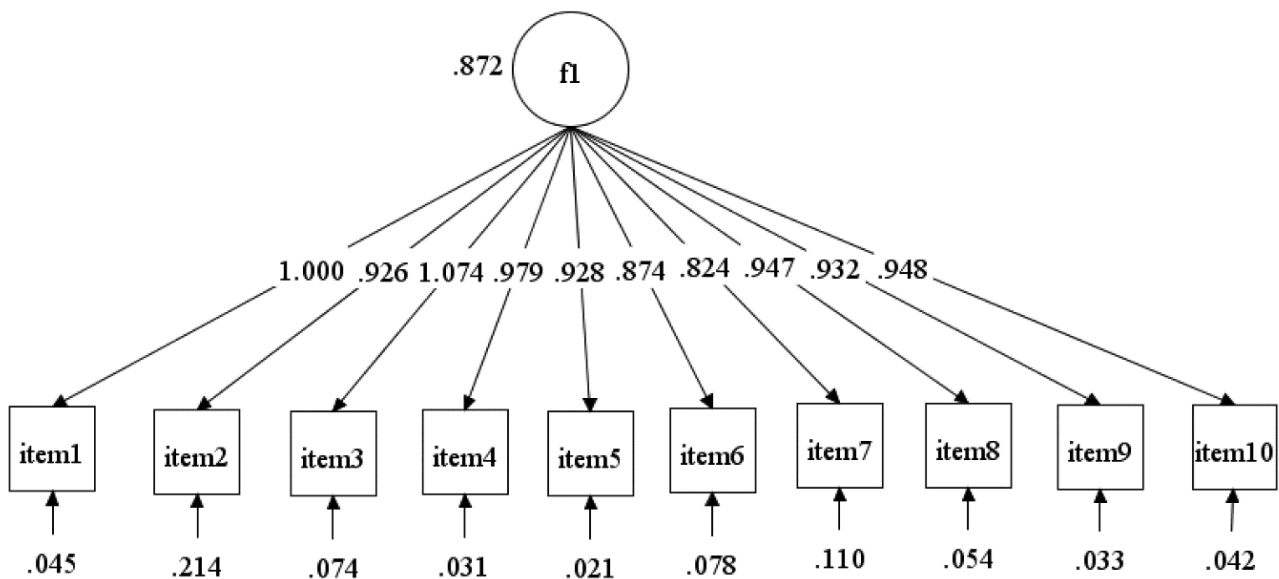 .872 f1
1.000 .926 1.074 .979 .928 .874 .824 .947 .932 .948
item1 item2 item3 item4 item5 item6 item7 item8 item9 item10
.045 .214 .074 .031 .021 .078 .110 .054 .033 .042